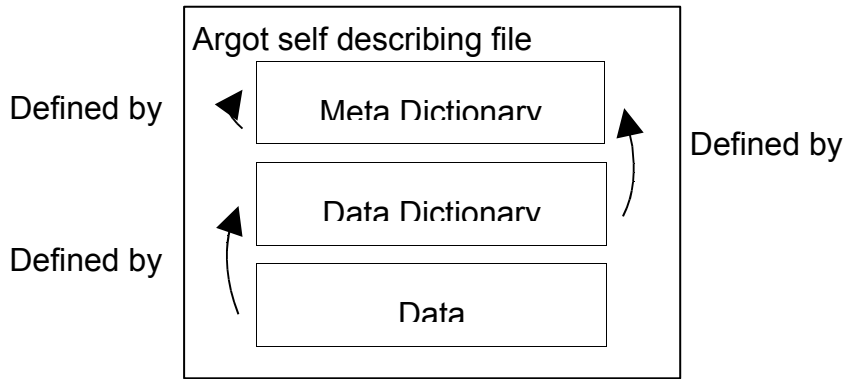 Argot self describing file
Defined by
Meta Dictionary
Defined by
Data Dictionary
Defined by
Data